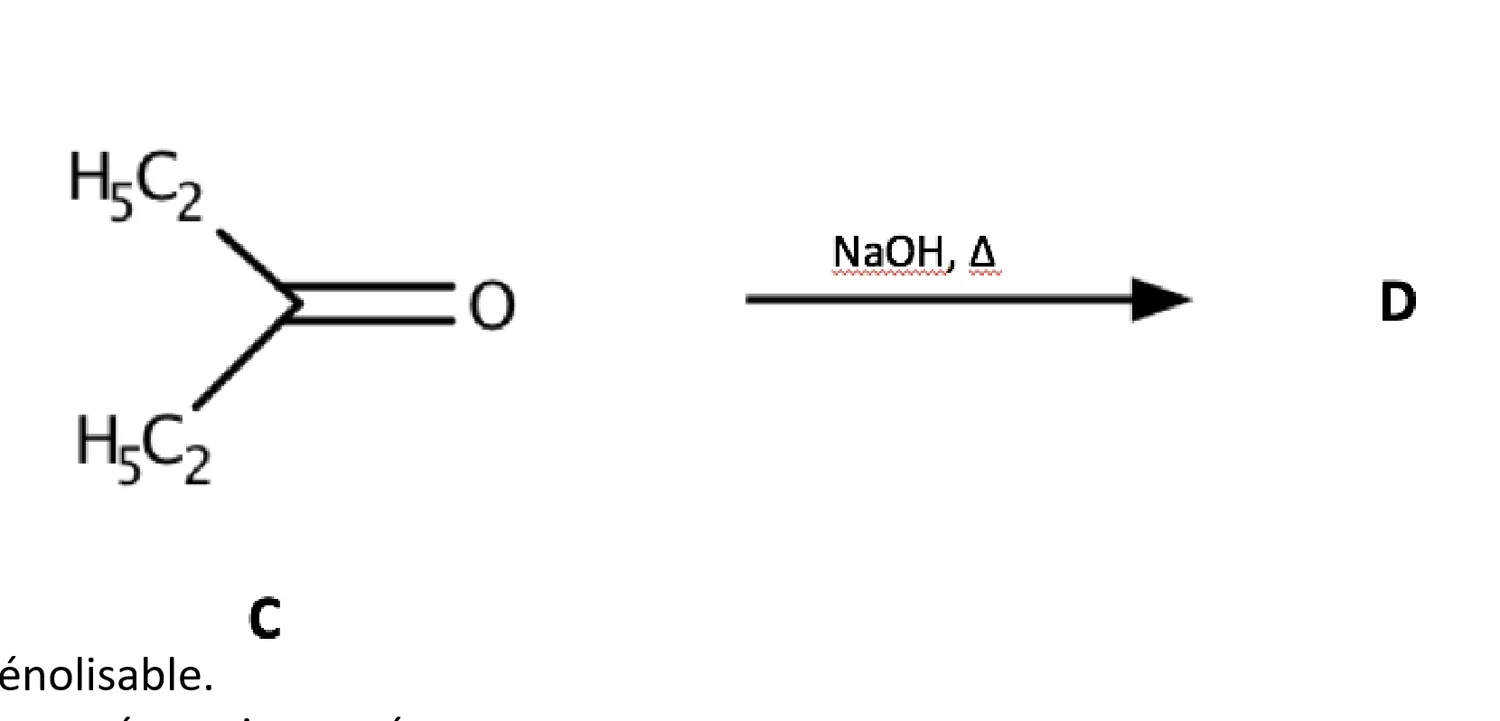 H5C2
NaOH, Δ
O
D
H5C2
C
énolisable.